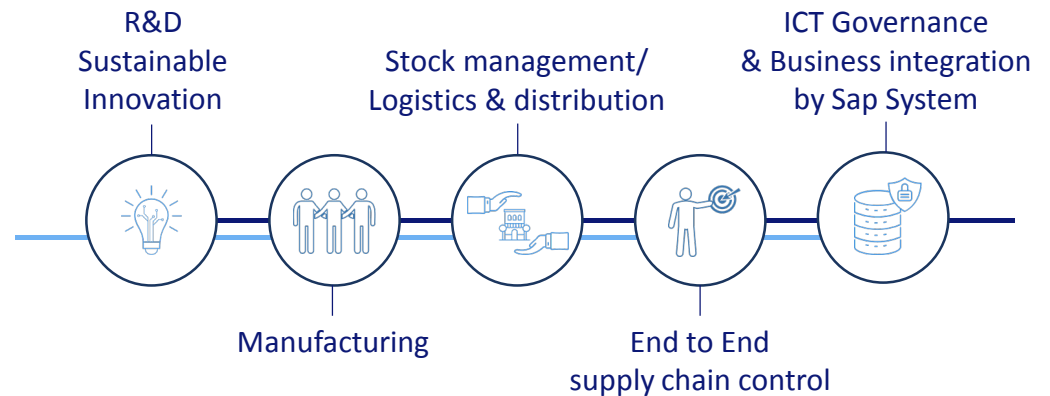 R&D
Sustainable
Innovation
Manufacturing
Stock management/
Logistics & distribution
End to End
supply chain control
ICT Governance
& Business integration
by Sap System